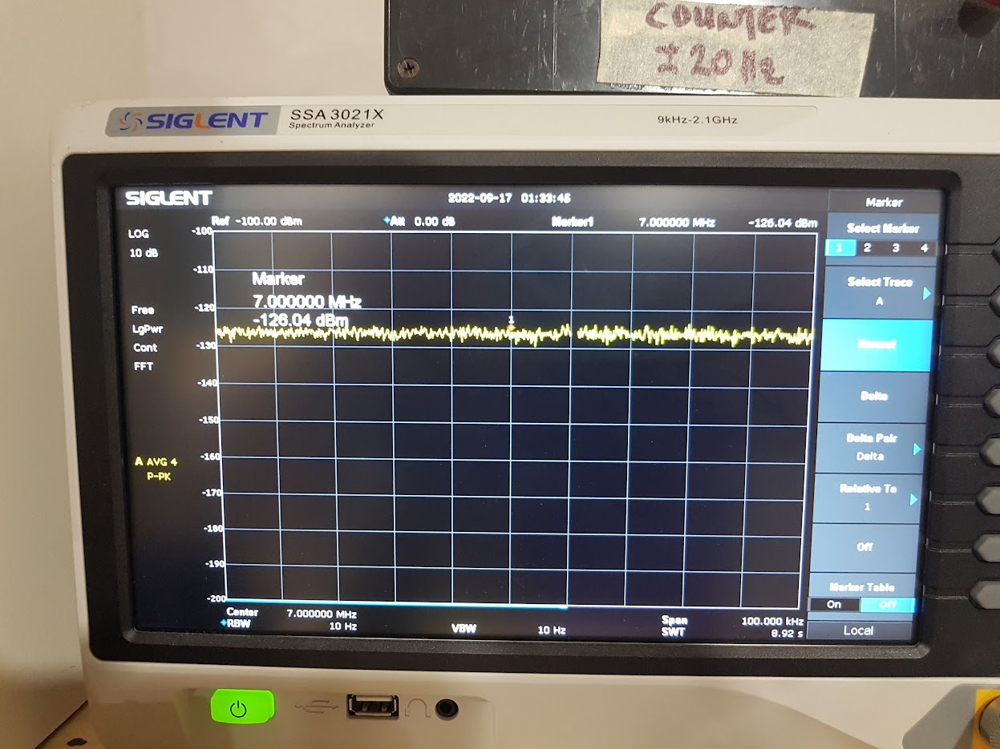 COUNTER
± 20 Hz
SIGLENT SSA 3021X
Spectrum Analyzer
9kHz-2.1GHz
SIGLENT 2022-09-17 01:33:45 Marker
Ref -100.00 dBm Att 0.00 dB Marker1 7.000000 MHz -126.04 dBm
Select Marker
1 2 3 4
LOG
10 dB
Free
LgPwr
Cont
FFT
A AVG 4
P-PK
-100
-110
-120
-130
-140
-150
-160
-170
-180
-190
-200
Marker
7.000000 MHz
-126.04 dBm
1
Select Trace
A
Normal
Delta
Delta Pair
Delta
Relative To
1
Off
Marker Table
On Off
Local
Center 7.000000 MHz Span 100.000 kHz
RBW 10 Hz VBW 10 Hz SWT 8.92 s